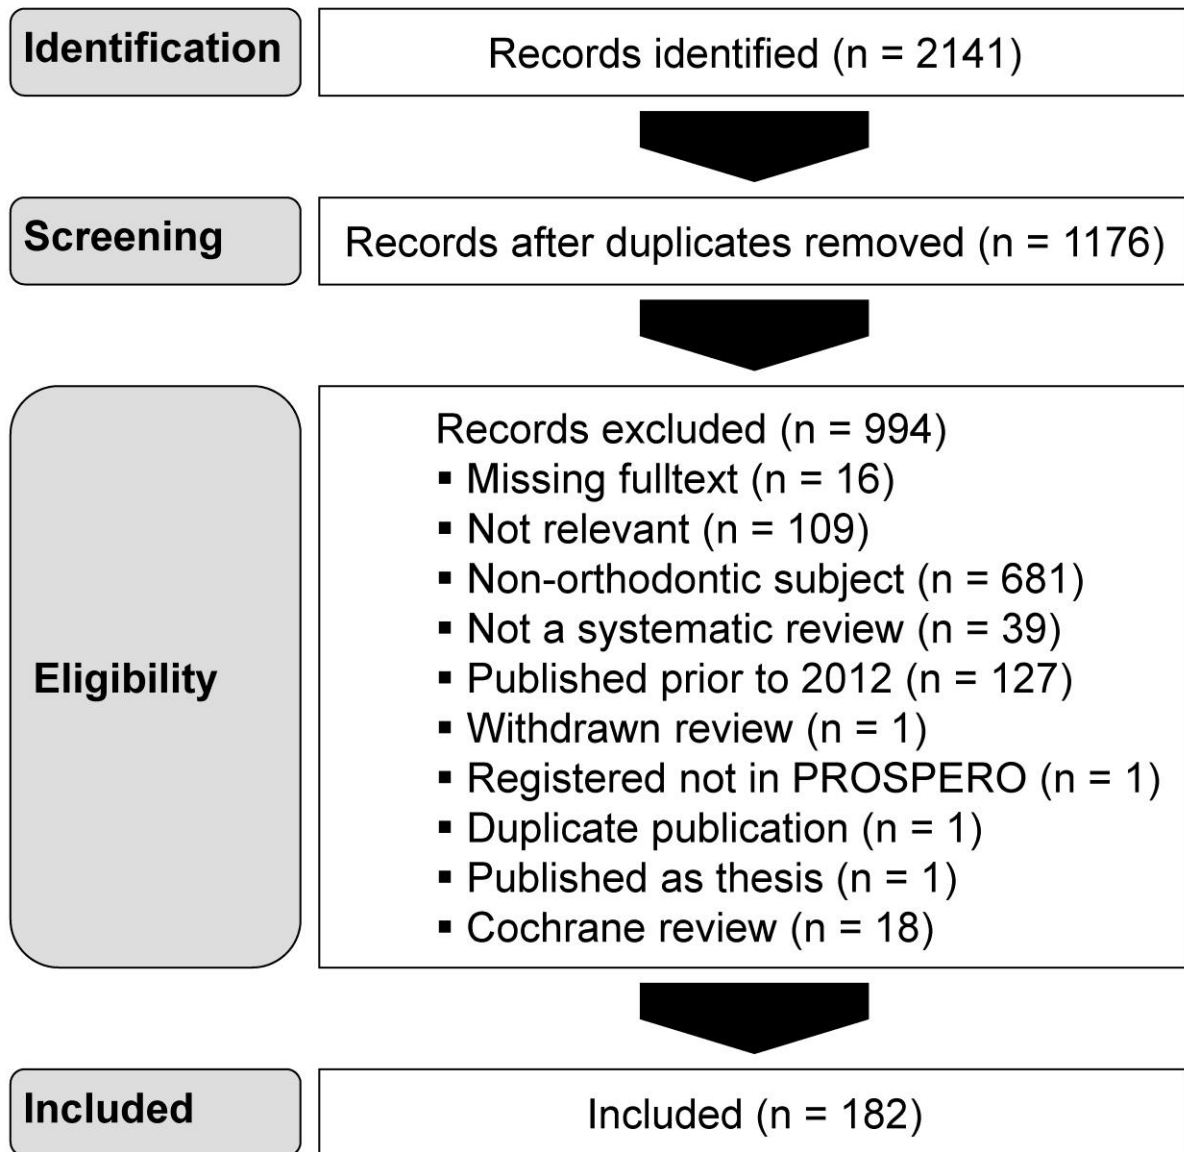 Identification
Records identified (n = 2141)
Screening
Records after duplicates removed (n = 1176)
Eligibility
Records excluded (n = 994)
▪ Missing fulltext (n = 16)
▪ Not relevant (n = 109)
▪ Non-orthodontic subject (n = 681)
▪ Not a systematic review (n = 39)
▪ Published prior to 2012 (n = 127)
▪ Withdrawn review (n = 1)
▪ Registered not in PROSPERO (n = 1)
▪ Duplicate publication (n = 1)
▪ Published as thesis (n = 1)
▪ Cochrane review (n = 18)
Included
Included (n = 182)